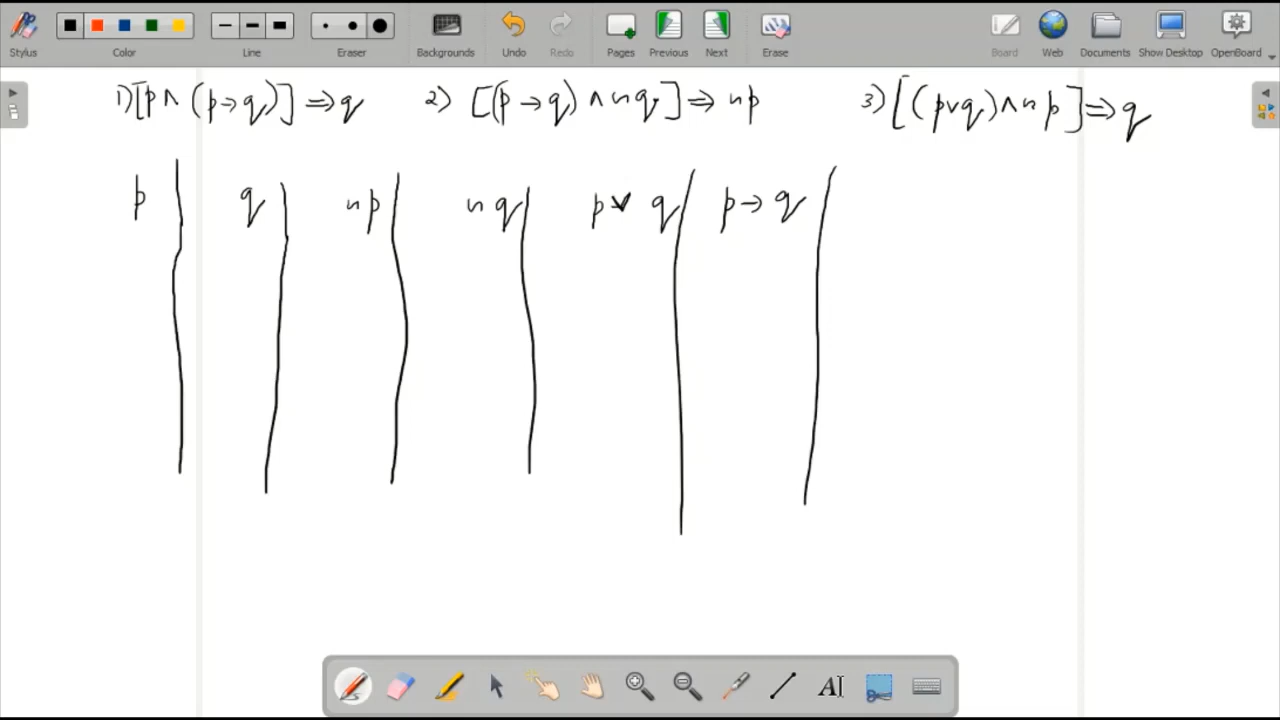 Stylus Color Line Eraser Backgrounds Undo Redo Pages Previous Next Erase Board Web Documents Show Desktop OpenBoard
1) [p ∧ (p → q)] ⇒ q 2) [(p → q) ∧ ~q] ⇒ ~p 3) [(p ∨ q) ∧ ~p] ⇒ q
p q ~p ~q p ∨ q p → q